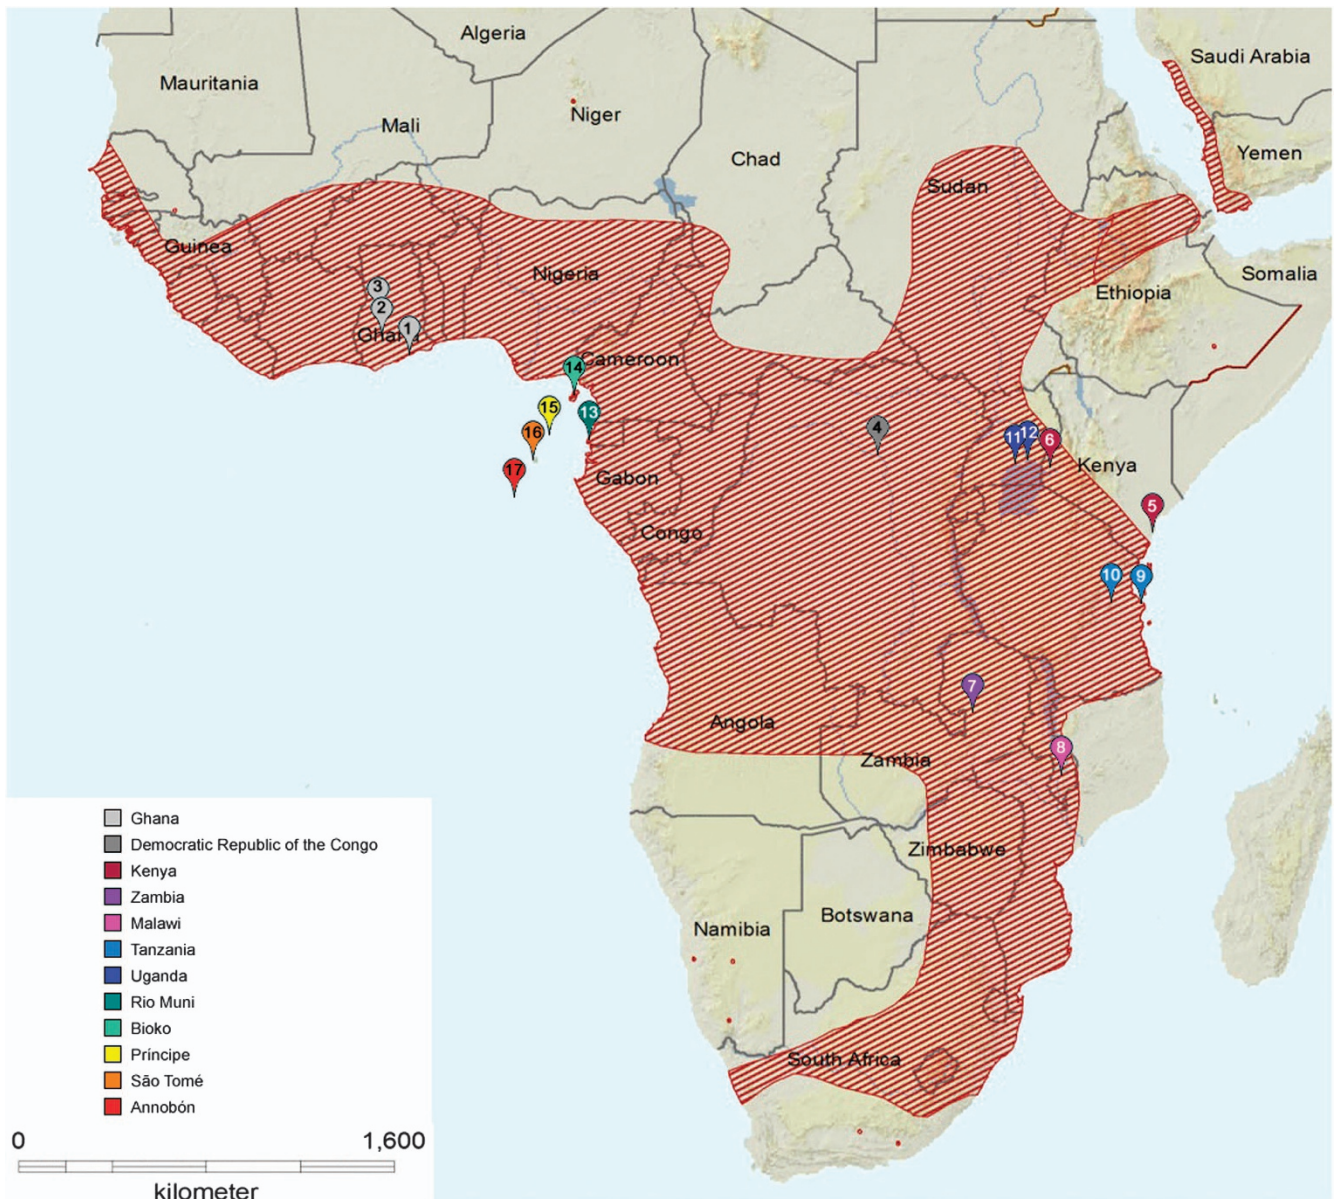 Algeria
Saudi Arabia
Mauritania
Niger
Mali
Chad
Yemen
Sudan
Guinea
Nigeria
Somalia
Ethiopia
3
2
1
Ghana
Cameroon
14
15
13
16
4
11
12
6
17
Kenya
Gabon
5
Congo
10
9
7
Angola
8
Zambia
Zimbabwe
Botswana
Namibia
South Africa
Ghana
Democratic Republic of the Congo
Kenya
Zambia
Malawi
Tanzania
Uganda
Rio Muni
Bioko
Príncipe
São Tomé
Annobón
0
1,600
kilometer